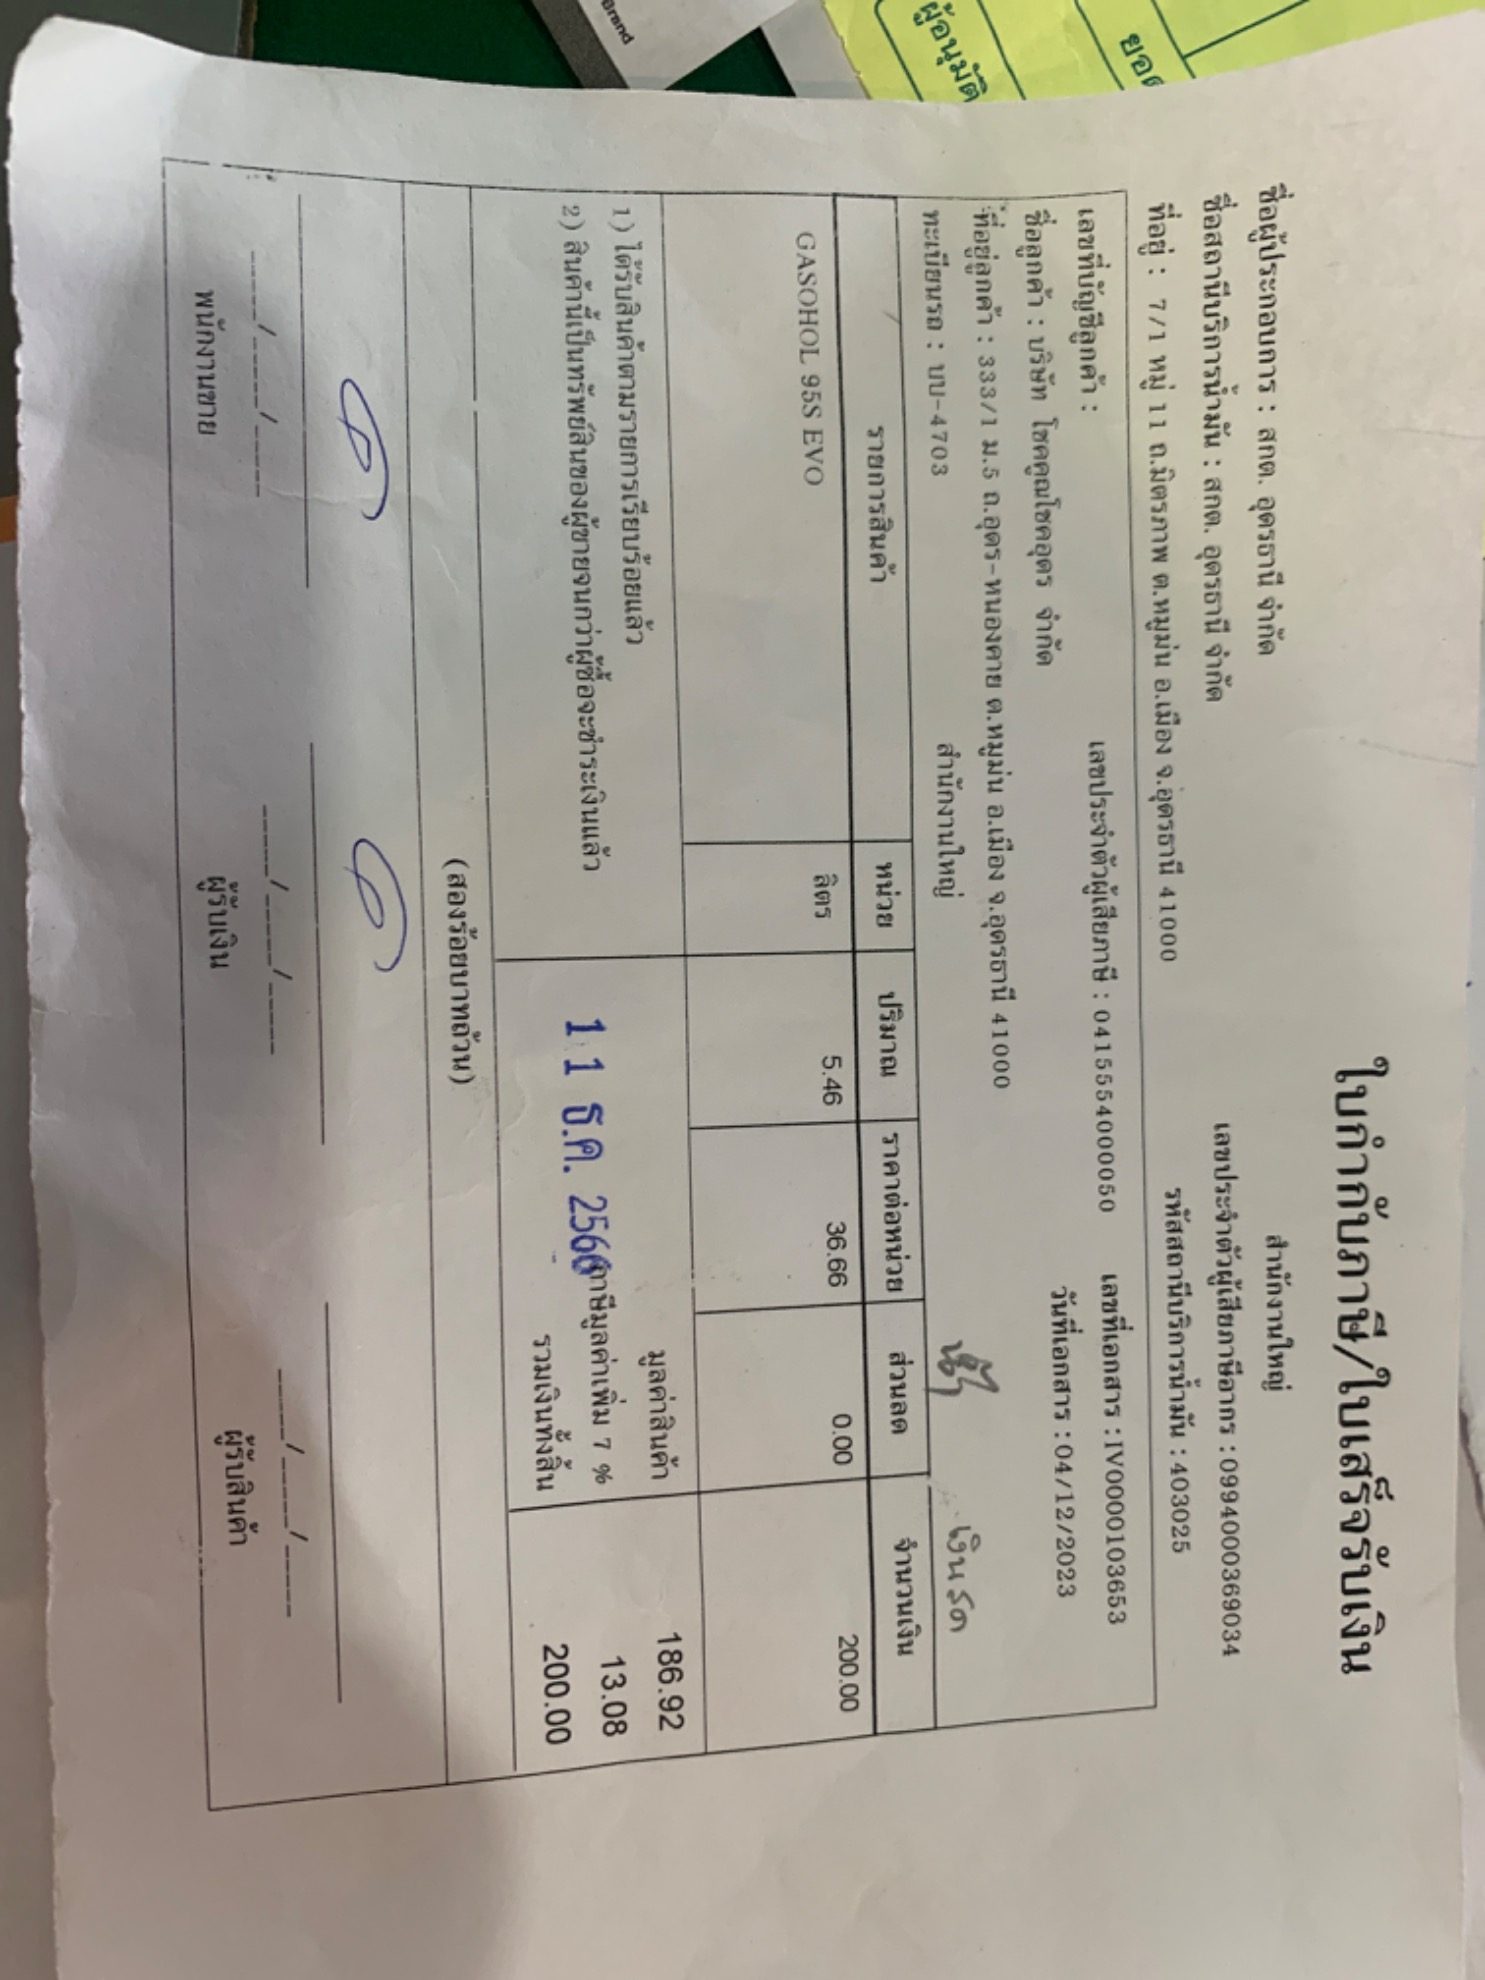 Brand
ผู้อนุมัติ
ยอด
ใบกำกับภาษี/ใบเสร็จรับเงิน
ชื่อผู้ประกอบการ : สกต. อุดรธานี จำกัด สำนักงานใหญ่
ชื่อสถานีบริการน้ำมัน : สกต. อุดรธานี จำกัด เลขประจำตัวผู้เสียภาษีอากร : 0994000369034
ที่อยู่ : 7/1 หมู่ 11 ถ.มิตรภาพ ต.หมูม่น อ.เมือง จ.อุดรธานี 41000 รหัสสถานีบริการน้ำมัน : 403025
เลขที่บัญชีลูกค้า : เลขประจำตัวผู้เสียภาษี : 0415554000050 เลขที่เอกสาร :IV0000103653
ชื่อลูกค้า : บริษัท โชคคูณโชคอุดร จำกัด วันที่เอกสาร : 04/12/2023
ที่อยู่ลูกค้า : 333/1 ม.5 ถ.อุดร-หนองคาย ต.หมูม่น อ.เมือง จ.อุดรธานี 41000
ทะเบียนรถ : บบ-4703 สำนักงานใหญ่ เงินสด
รายการสินค้า หน่วย ปริมาณ ราคาต่อหน่วย ส่วนลด จำนวนเงิน
GASOHOL 95S EVO ลิตร 5.46 36.66 0.00 200.00
1) ได้รับสินค้าตามรายการเรียบร้อยแล้ว มูลค่าสินค้า 186.92
2) สินค้านี้เป็นทรัพย์สินของผู้ขายจนกว่าผู้ซื้อจะชำระเงินแล้ว ภาษีมูลค่าเพิ่ม 7 % 13.08
11 ธ.ค. 2566 รวมเงินทั้งสิ้น 200.00
(สองร้อยบาทถ้วน)
----/----/---- ----/----/---- ----/----/----
พนักงานขาย ผู้รับเงิน ผู้รับสินค้า